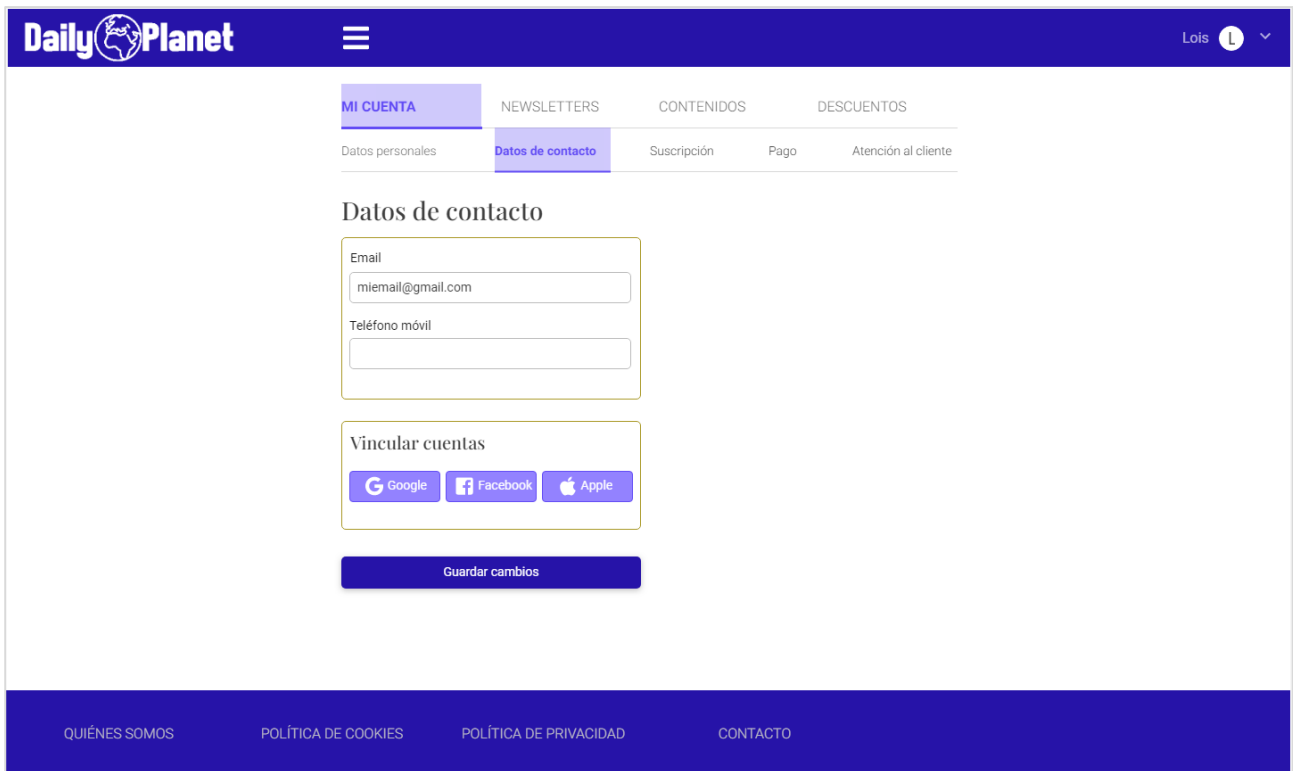 Daily Planet
Lois L
MI CUENTA NEWSLETTERS CONTENIDOS DESCUENTOS
Datos personales Datos de contacto Suscripción Pago Atención al cliente
Datos de contacto
Email
miemail@gmail.com
Teléfono móvil
Vincular cuentas
Google Facebook Apple
Guardar cambios
QUIÉNES SOMOS POLÍTICA DE COOKIES POLÍTICA DE PRIVACIDAD CONTACTO